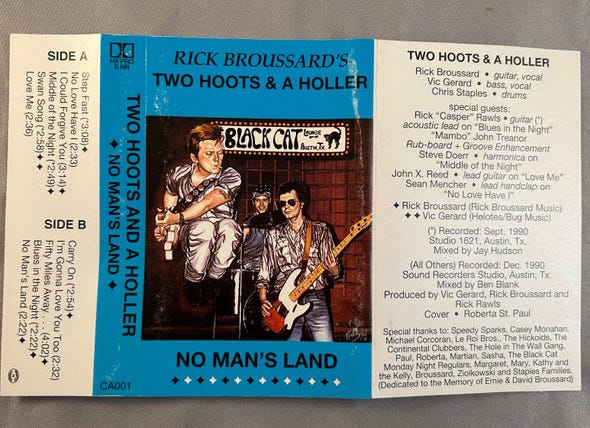 SIDE A
Step Fast (*3:08)✦
No Love Have I (2:33)
I Could Forgive You (3:14)✦
Middle of the Night (*2:49)✦
Swan Song (*2:58)✦✦
Love Me (2:36)
SIDE B
Carry On (*2:54)✦
I'm Gonna Love You Too (2:32)
Fifty Miles Away . . . (4:02)✦
Blues in the Night (*2:22)
No Man's Land (2:22)✦
HX PRO
B NR
TWO HOOTS AND A HOLLER
✦ NO MAN'S LAND ✦
CA001
RICK BROUSSARD'S
TWO HOOTS & A HOLLER
BLACK CAT LOUNGE
AUSTIN, TX
NO MAN'S LAND
TWO HOOTS & A HOLLER
Rick Broussard • guitar, vocal
Vic Gerard • bass, vocal
Chris Staples • drums
special guests:
Rick "Casper" Rawls • guitar (*)
acoustic lead on "Blues in the Night"
"Mambo" John Treanor
Rub-board + Groove Enhancement
Steve Doerr • harmonica on
"Middle of the Night"
John X. Reed • lead guitar on "Love Me"
Sean Mencher • lead handclap on
"No Love Have I"
✦ Rick Broussard (Rick Broussard Music)
✦✦ Vic Gerard (Helotes/Bug Music)
(*) Recorded: Sept. 1990
Studio 1621, Austin, Tx.
Mixed by Jay Hudson
(All Others) Recorded: Dec. 1990
Sound Recorders Studio, Austin, Tx.
Mixed by Ben Blank
Produced by Vic Gerard, Rick Broussard and
Rick Rawls
Cover • Roberta St. Paul
Special thanks to: Speedy Sparks, Casey Monahan,
Michael Corcoran, Le Roi Bros., The Hickoids, The
Continental Clubbers, The Hole in The Wall Gang,
Paul, Roberta, Martian, Sasha, The Black Cat
Monday Night Regulars, Margaret, Mary, Kathy and
the Kelly, Broussard, Ziolkowski and Staples Families.
(Dedicated to the Memory of Ernie & David Broussard)